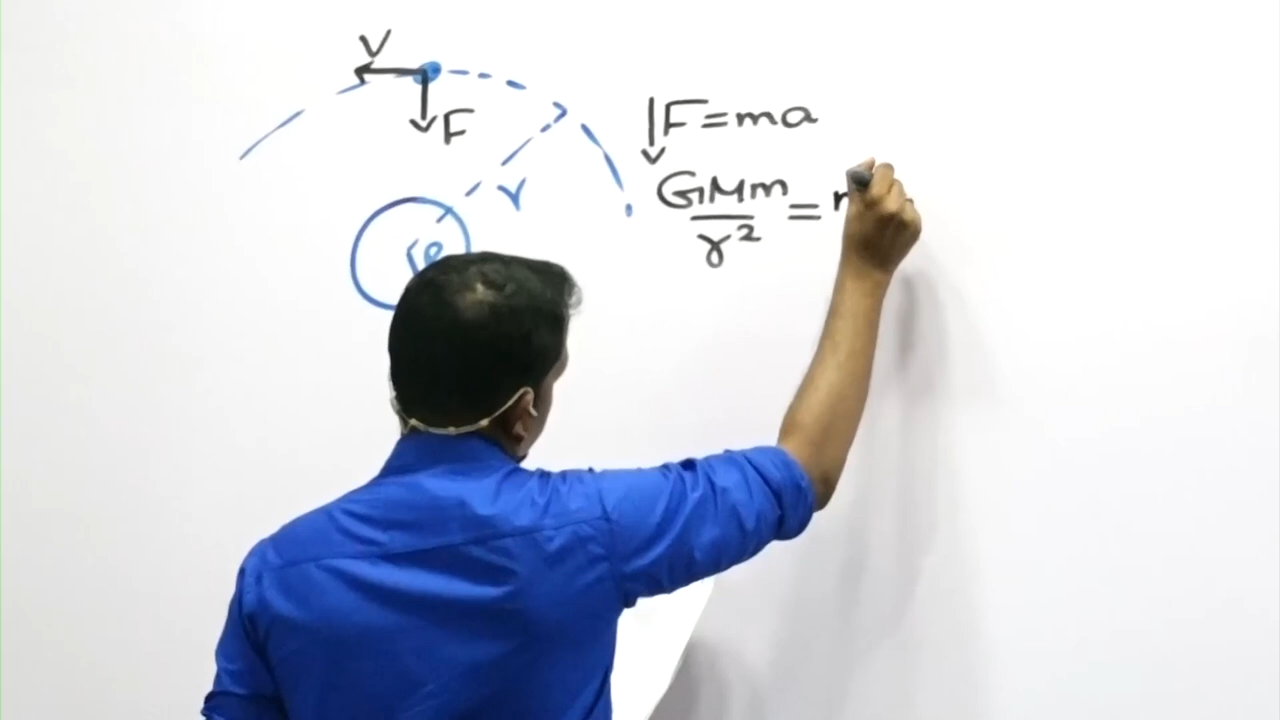 V
F
r
re
↓F=ma
GMm/r² =